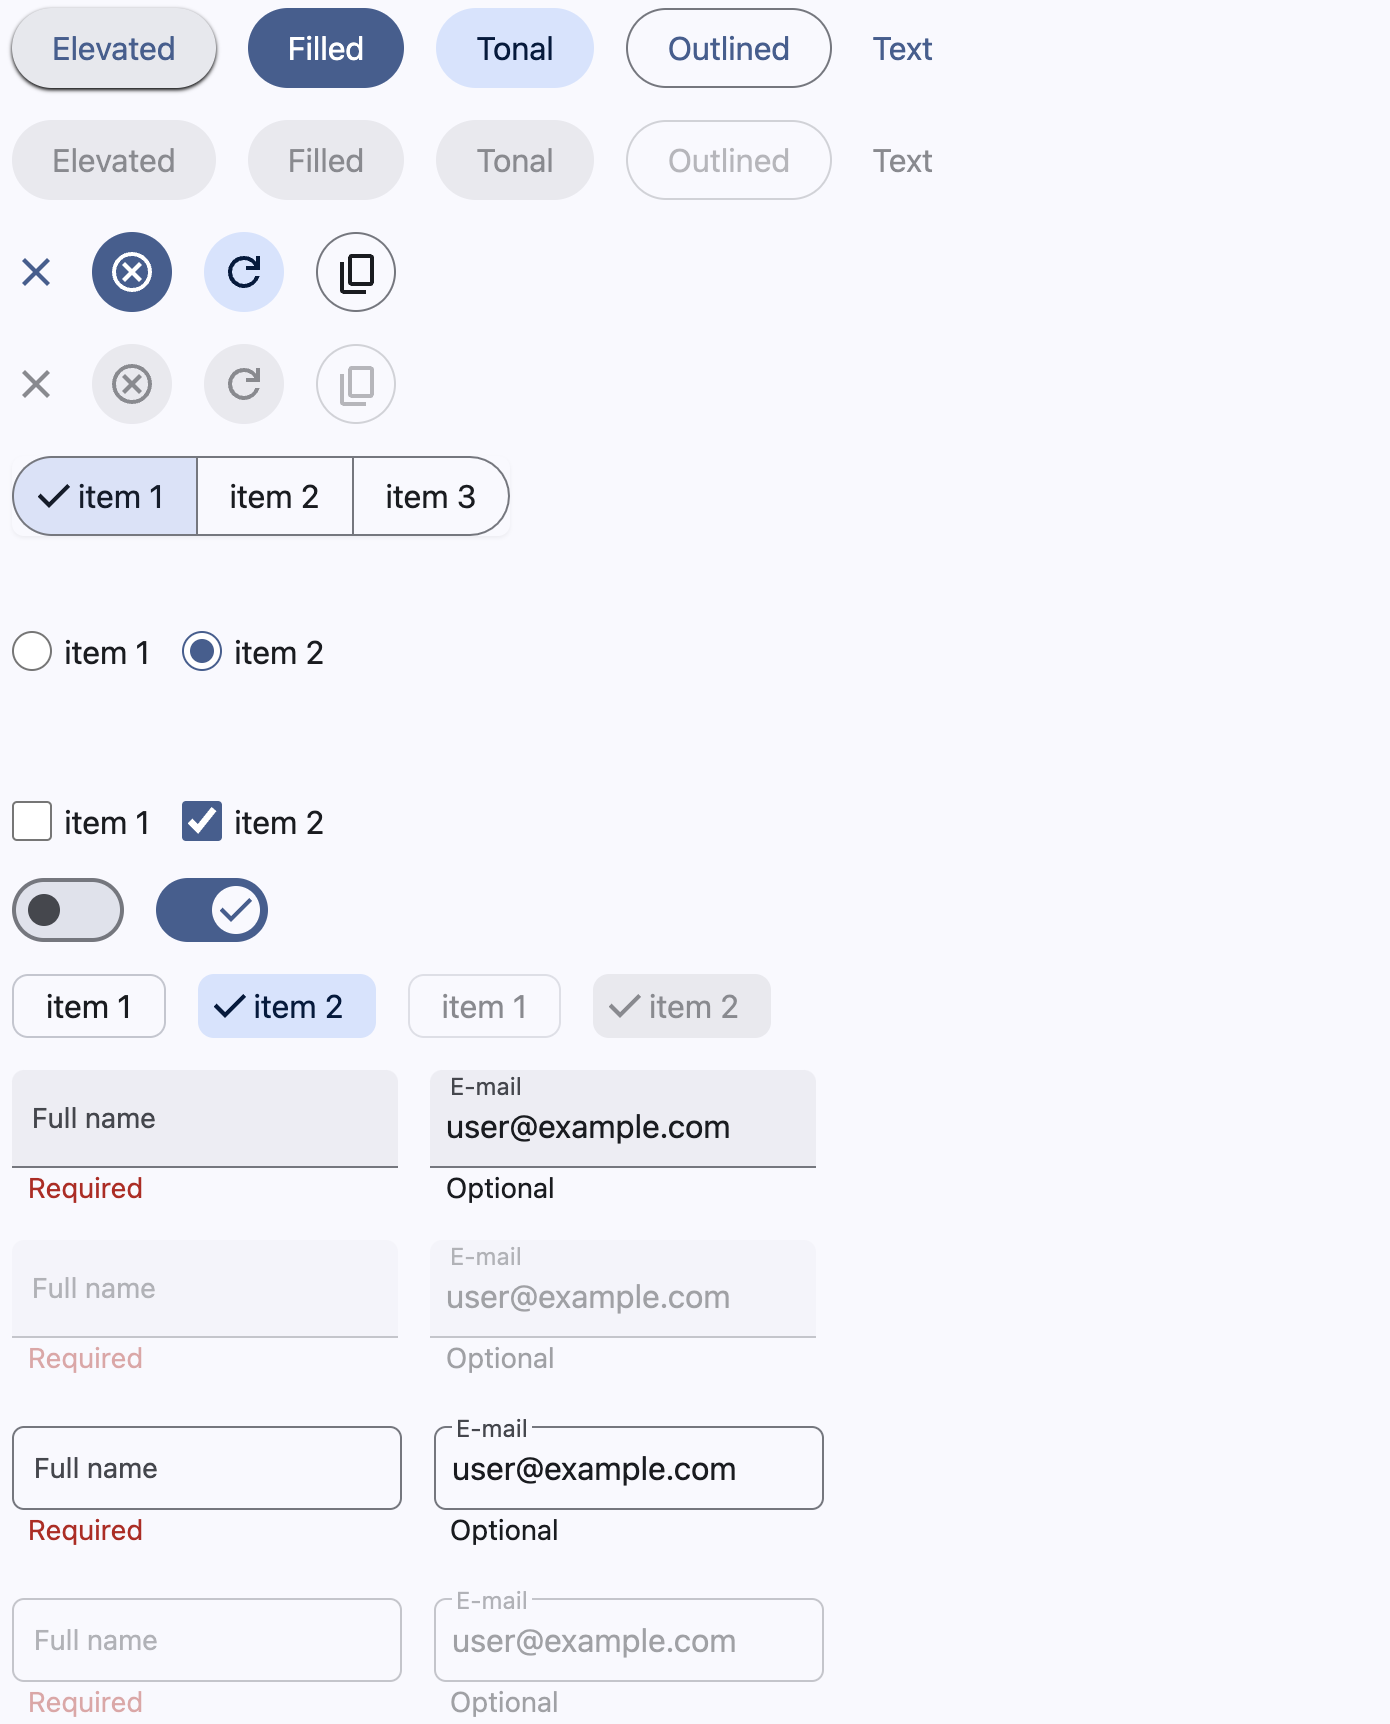 Elevated Filled Tonal Outlined Text
Elevated Filled Tonal Outlined Text
item 1 item 2 item 3
item 1 item 2
item 1 item 2
item 1 item 2 item 1 item 2
Full name
E-mail
user@example.com
Required Optional
Full name
E-mail
user@example.com
Required Optional
Full name
E-mail
user@example.com
Required Optional
Full name
E-mail
user@example.com
Required Optional